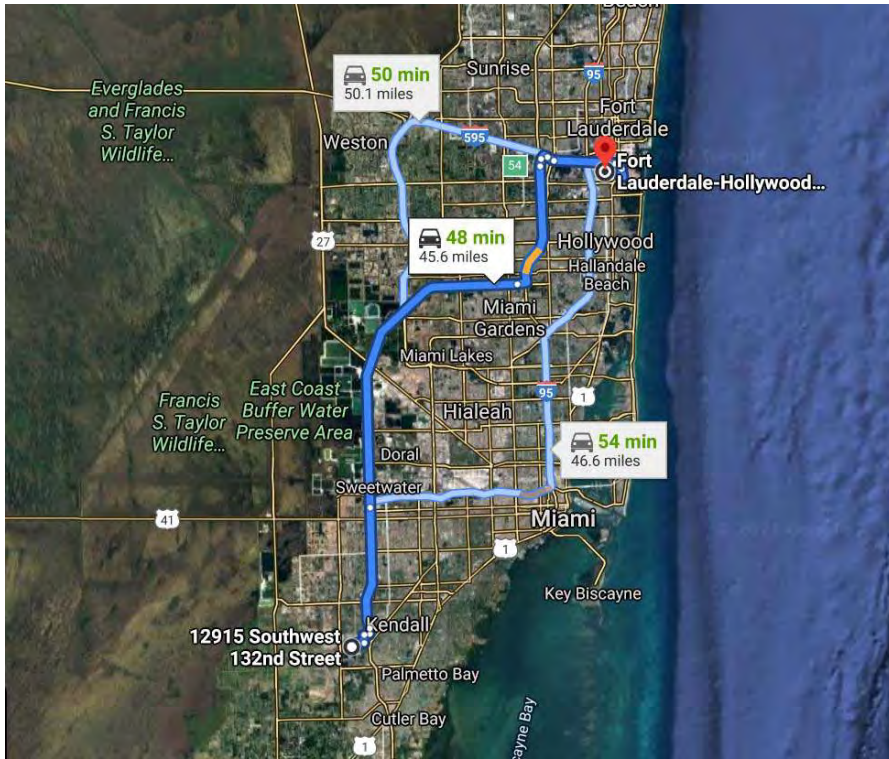 Beach
50 min
50.1 miles
Sunrise
95
Everglades
and Francis
S. Taylor
Wildlife...
Fort
Lauderdale
Weston
595
54
Fort
Lauderdale-Hollywood...
27
48 min
45.6 miles
Hollywood
Hallandale
Beach
Miami
Gardens
Miami Lakes
95
1
Francis
S. Taylor
Wildlife...
East Coast
Buffer Water
Preserve Area
Hialeah
54 min
46.6 miles
Doral
Sweetwater
41
Miami
1
Key Biscayne
12915 Southwest
132nd Street
Kendall
Palmetto Bay
Cutler Bay
1
cayne Bay